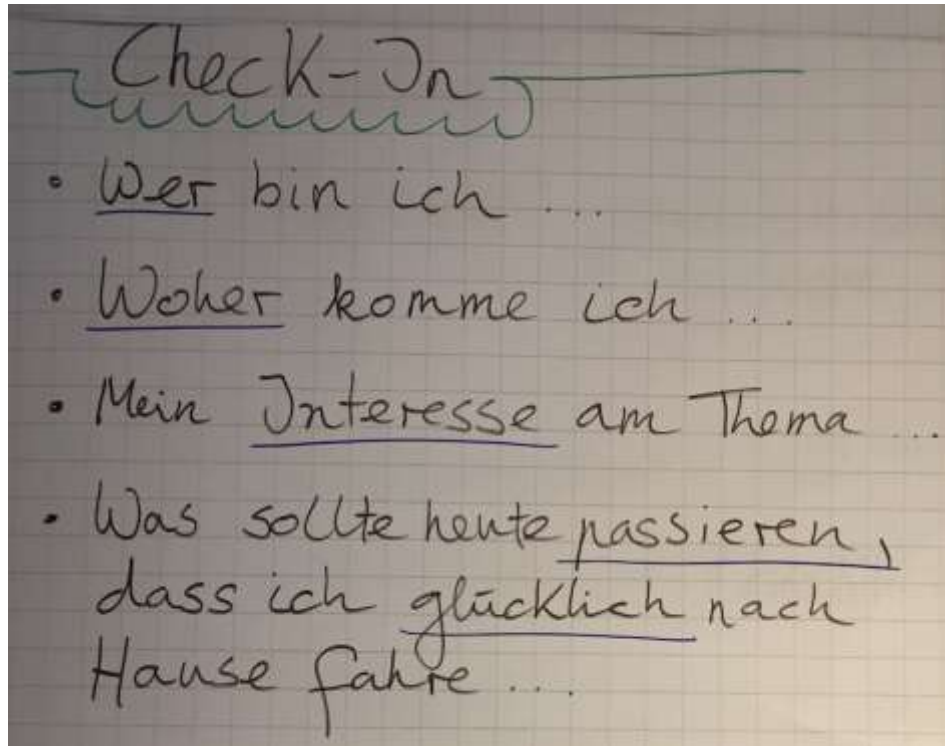 Check-In
• Wer bin ich ...
• Woher komme ich ...
• Mein Interesse am Thema ...
• Was sollte heute passieren,
dass ich glücklich nach
Hause fahre ...